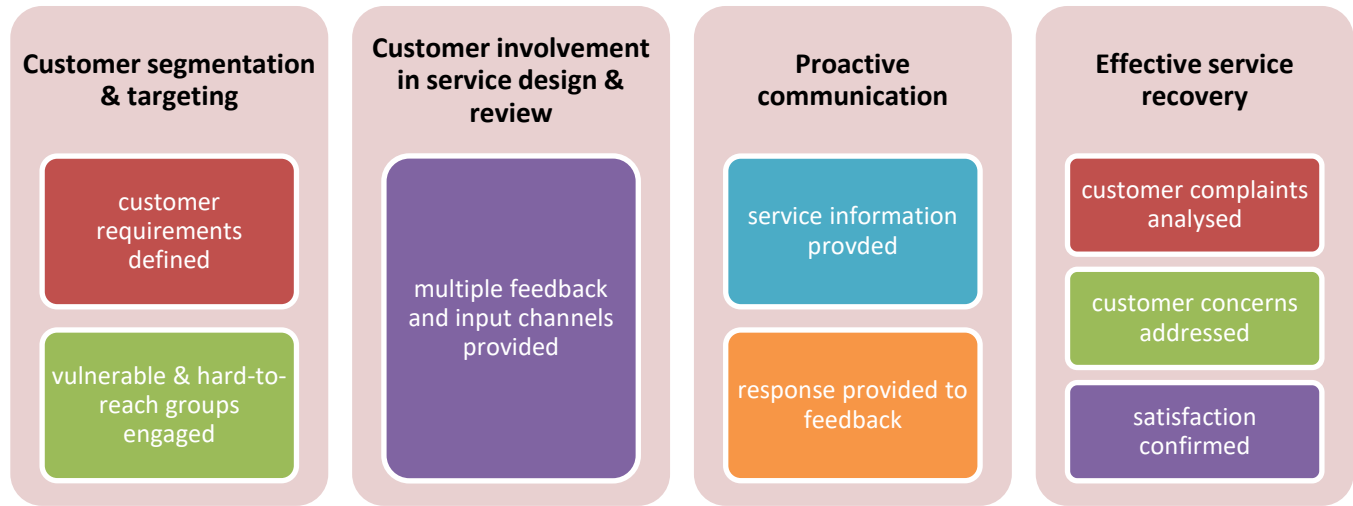 Customer segmentation
& targeting
customer
requirements
defined
vulnerable & hard-to-
reach groups
engaged
Customer involvement
in service design &
review
multiple feedback
and input channels
provided
Proactive
communication
service information
provded
response provided to
feedback
Effective service
recovery
customer complaints
analysed
customer concerns
addressed
satisfaction
confirmed